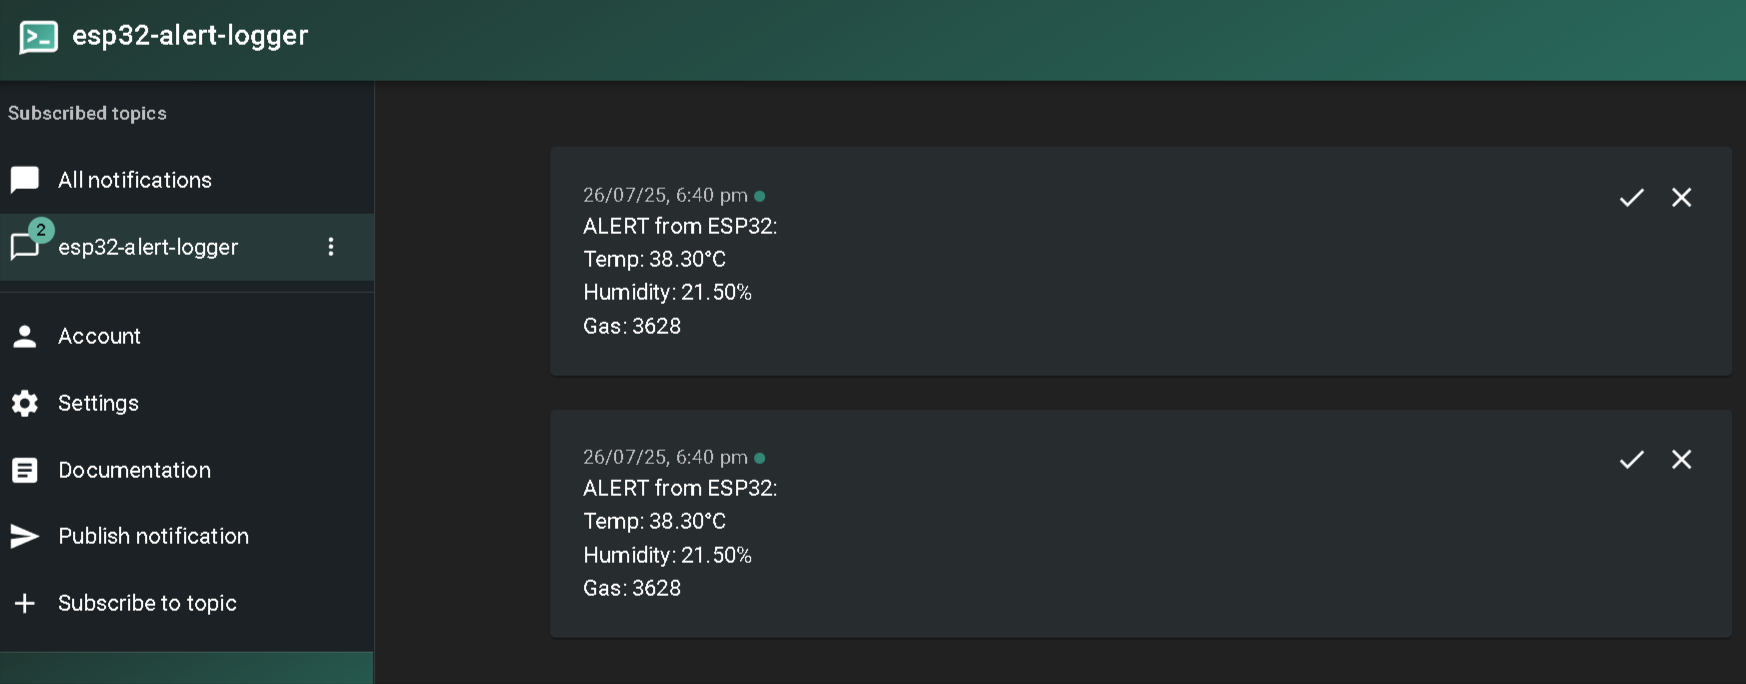 esp32-alert-logger
Subscribed topics
All notifications
2
esp32-alert-logger
Account
Settings
Documentation
Publish notification
Subscribe to topic
26/07/25, 6:40 pm
ALERT from ESP32:
Temp: 38.30°C
Humidity: 21.50%
Gas: 3628
26/07/25, 6:40 pm
ALERT from ESP32:
Temp: 38.30°C
Humidity: 21.50%
Gas: 3628